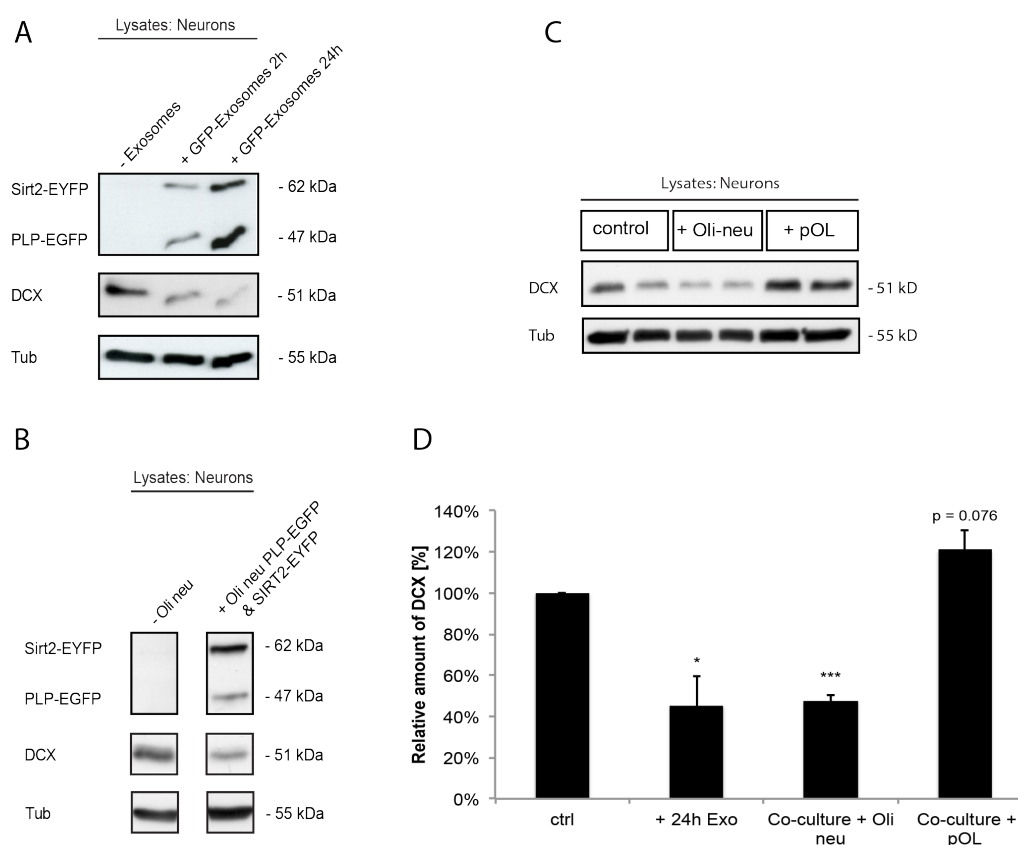 A
Lysates: Neurons
- Exosomes
+ GFP-Exosomes 2h
+ GFP-Exosomes 24h
Sirt2-EYFP
- 62 kDa
PLP-EGFP
- 47 kDa
DCX
- 51 kDa
Tub
- 55 kDa
B
Lysates: Neurons
- Oli neu
+ Oli neu PLP-EGFP
& SIRT2-EYFP
Sirt2-EYFP
- 62 kDa
PLP-EGFP
- 47 kDa
DCX
- 51 kDa
Tub
- 55 kDa
C
Lysates: Neurons
control
+ Oli-neu
+ pOL
DCX
- 51 kD
Tub
- 55 kD
D
Relative amount of DCX [%]
140%
120%
100%
80%
60%
40%
20%
0%
*
***
p = 0.076
ctrl
+ 24h Exo
Co-culture + Oli
neu
Co-culture +
pOL